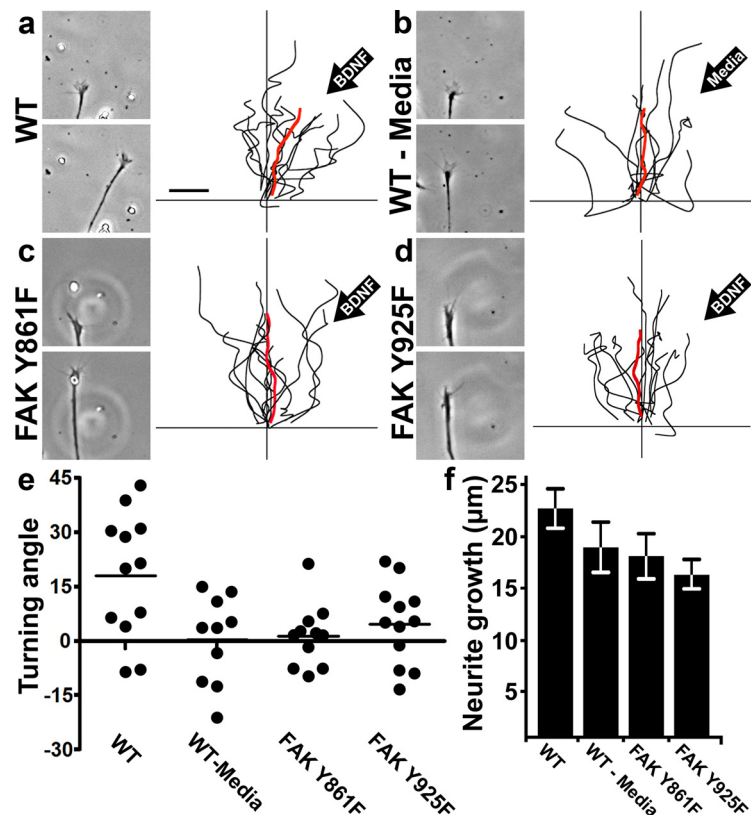 a
WT
BDNF
b
WT - Media
Media
c
FAK Y861F
BDNF
d
FAK Y925F
BDNF
e
Turning angle
45
30
15
0
-15
-30
WT
WT-Media
FAK Y861F
FAK Y925F
f
Neurite growth (µm)
25
20
15
10
5
WT
WT - Media
FAK Y861F
FAK Y925F